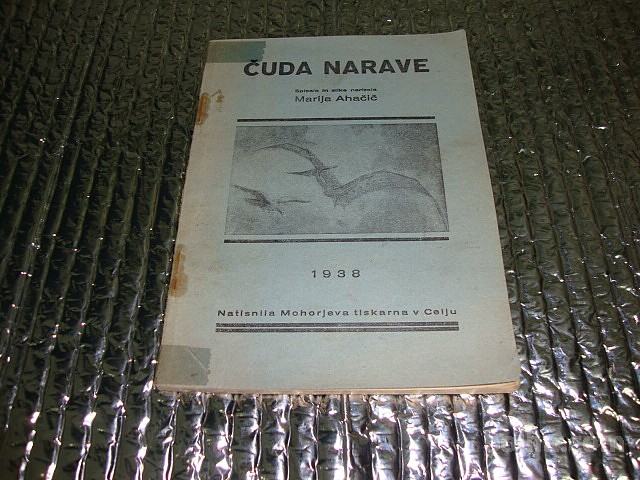 ČUDA NARAVE
Spisala in slike narisala
Marija Ahačič
1938
Natisnila Mohorjeva tiskarna v Celju